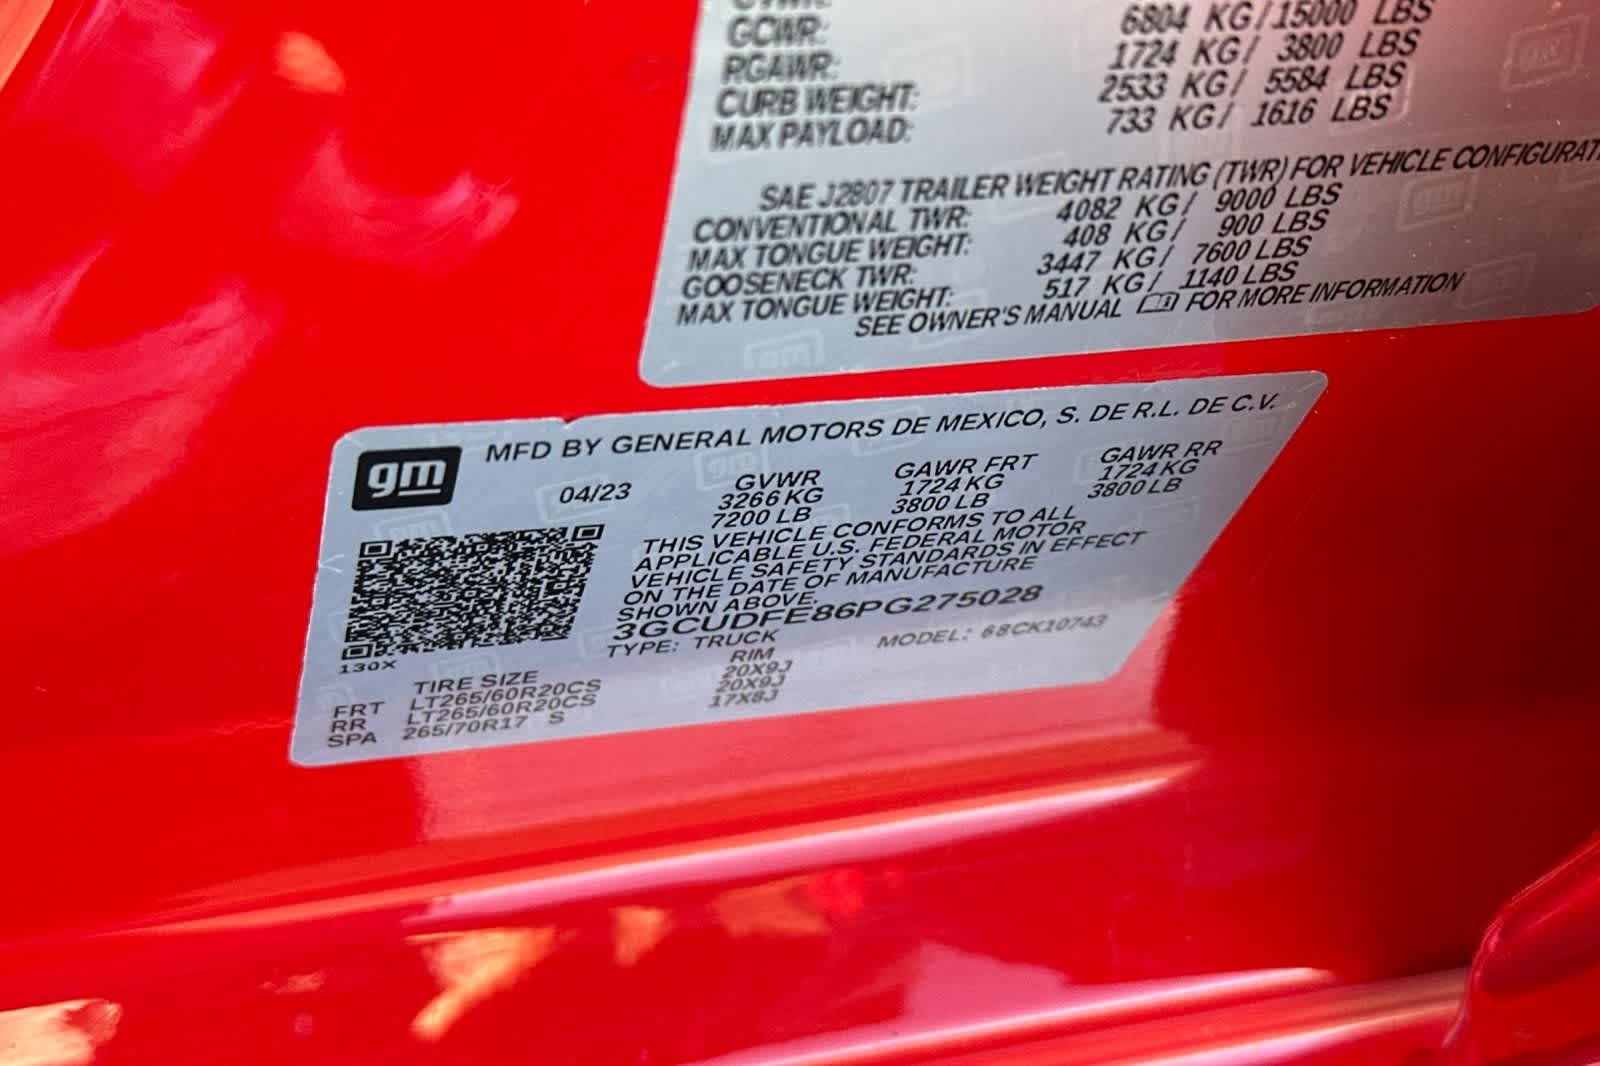 GCWR: 6804 KG/15000 LBS
RGAWR: 1724 KG/ 3800 LBS
CURB WEIGHT: 2533 KG/ 5584 LBS
MAX PAYLOAD: 733 KG/ 1616 LBS
SAE J2807 TRAILER WEIGHT RATING (TWR) FOR VEHICLE CONFIGURATI
CONVENTIONAL TWR: 4082 KG/ 9000 LBS
MAX TONGUE WEIGHT: 408 KG/ 900 LBS
GOOSENECK TWR: 3447 KG/ 7600 LBS
MAX TONGUE WEIGHT: 517 KG/ 1140 LBS
SEE OWNER'S MANUAL FOR MORE INFORMATION
gm
MFD BY GENERAL MOTORS DE MEXICO, S. DE R.L. DE C.V.
04/23
GVWR GAWR FRT GAWR RR
3266 KG 1724 KG 1724 KG
7200 LB 3800 LB 3800 LB
THIS VEHICLE CONFORMS TO ALL
APPLICABLE U.S. FEDERAL MOTOR
VEHICLE SAFETY STANDARDS IN EFFECT
ON THE DATE OF MANUFACTURE
SHOWN ABOVE.
3GCUDFE86PG275028
TYPE: TRUCK MODEL: 68CK10743
130X
TIRE SIZE RIM
FRT LT265/60R20CS 20X9J
RR LT265/60R20CS 20X9J
SPA 265/70R17 S 17X8J